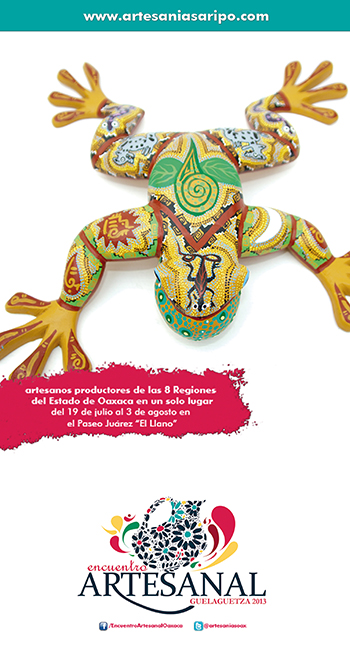 www.artesaniasaripo.com
artesanos productores de las 8 Regiones
del Estado de Oaxaca en un solo lugar
del 19 de julio al 3 de agosto en
el Paseo Juárez "El Llano"
encuentro
ARTESANAL
GUELAGUETZA 2013
/EncuentroArtesanalOaxaca
@artesaniasoax